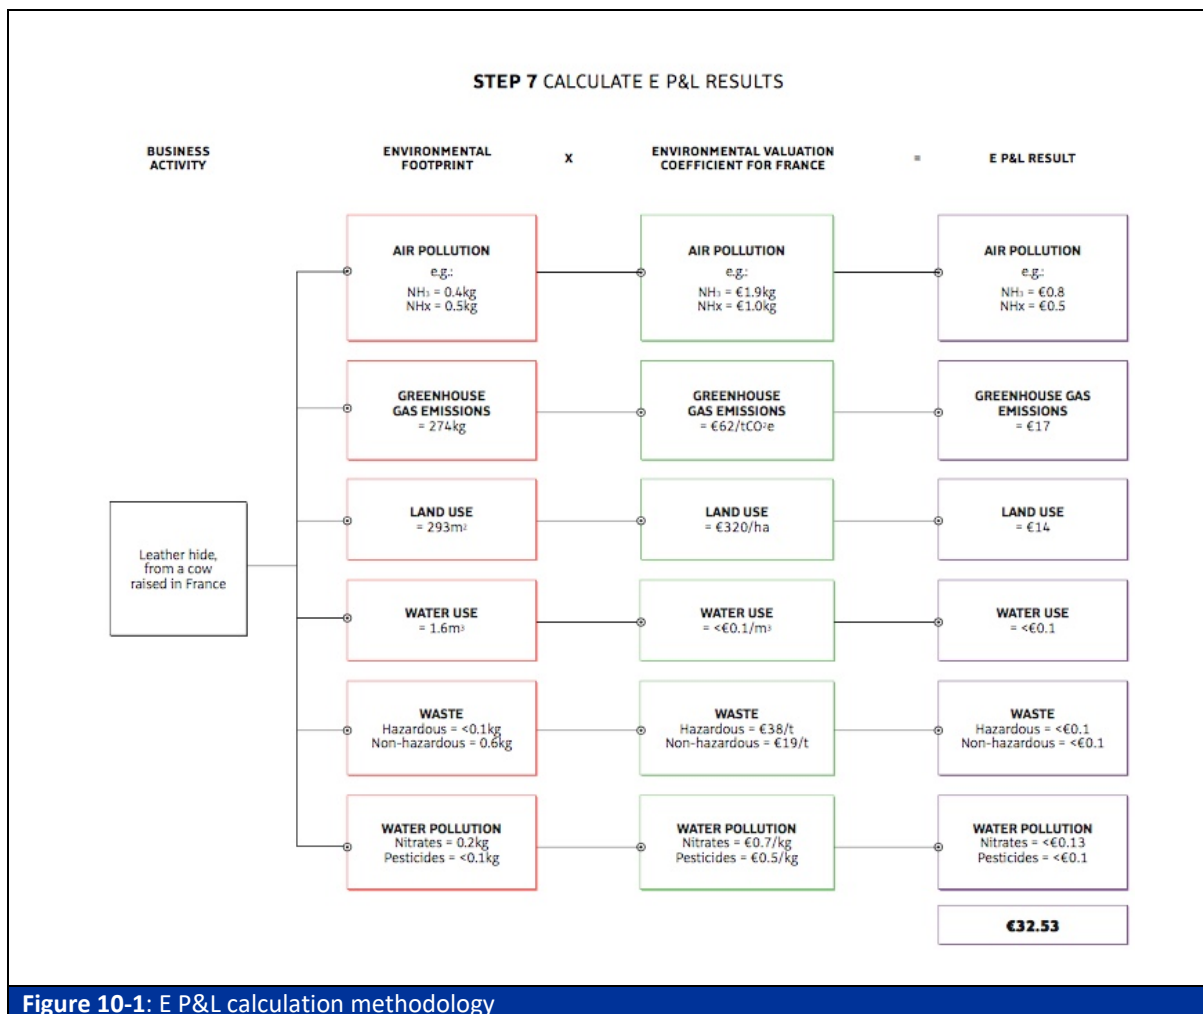 STEP 7 CALCULATE E P&L RESULTS
BUSINESS
ACTIVITY
ENVIRONMENTAL
FOOTPRINT
X
ENVIRONMENTAL VALUATION
COEFFICIENT FOR FRANCE
=
E P&L RESULT
Leather hide,
from a cow
raised in France
AIR POLLUTION
e.g.:
NH₃ = 0.4kg
NHx = 0.5kg
AIR POLLUTION
e.g.:
NH₃ = €1.9kg
NHx = €1.0kg
AIR POLLUTION
e.g.:
NH₃ = €0.8
NHx = €0.5
GREENHOUSE
GAS EMISSIONS
= 274kg
GREENHOUSE
GAS EMISSIONS
= €62/tCO²e
GREENHOUSE GAS
EMISSIONS
= €17
LAND USE
= 293m²
LAND USE
= €320/ha
LAND USE
= €14
WATER USE
= 1.6m³
WATER USE
= <€0.1/m³
WATER USE
= <€0.1
WASTE
Hazardous = <0.1kg
Non-hazardous = 0.6kg
WASTE
Hazardous = €38/t
Non-hazardous = €19/t
WASTE
Hazardous = <€0.1
Non-hazardous = <€0.1
WATER POLLUTION
Nitrates = 0.2kg
Pesticides = <0.1kg
WATER POLLUTION
Nitrates = €0.7/kg
Pesticides = €0.5/kg
WATER POLLUTION
Nitrates = <€0.13
Pesticides = <€0.1
€32.53
Figure 10-1: E P&L calculation methodology